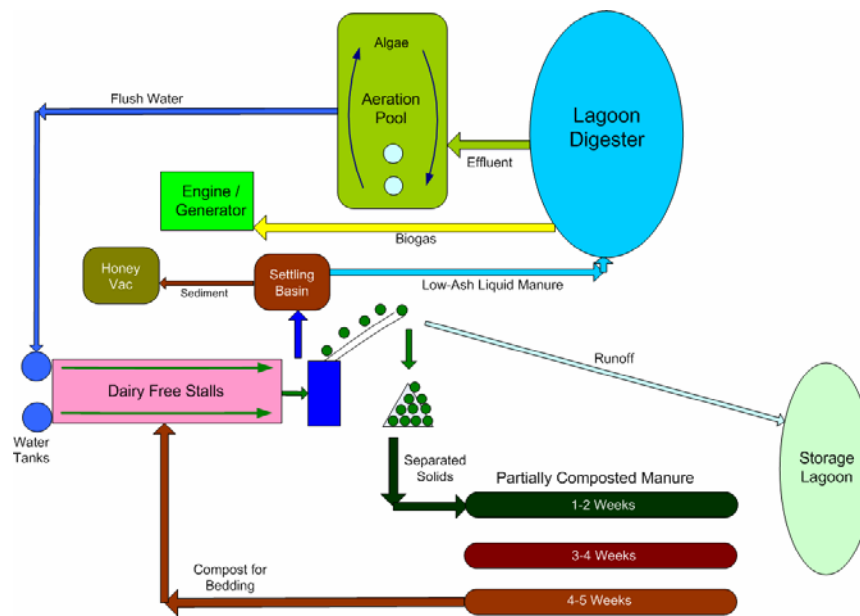 Algae
Flush Water
Aeration
Pool
Lagoon
Digester
Effluent
Engine /
Generator
Biogas
Honey
Vac
Sediment
Settling
Basin
Low-Ash Liquid Manure
Runoff
Dairy Free Stalls
Water
Tanks
Separated
Solids
Partially Composted Manure
Storage
Lagoon
1-2 Weeks
3-4 Weeks
Compost for
Bedding
4-5 Weeks